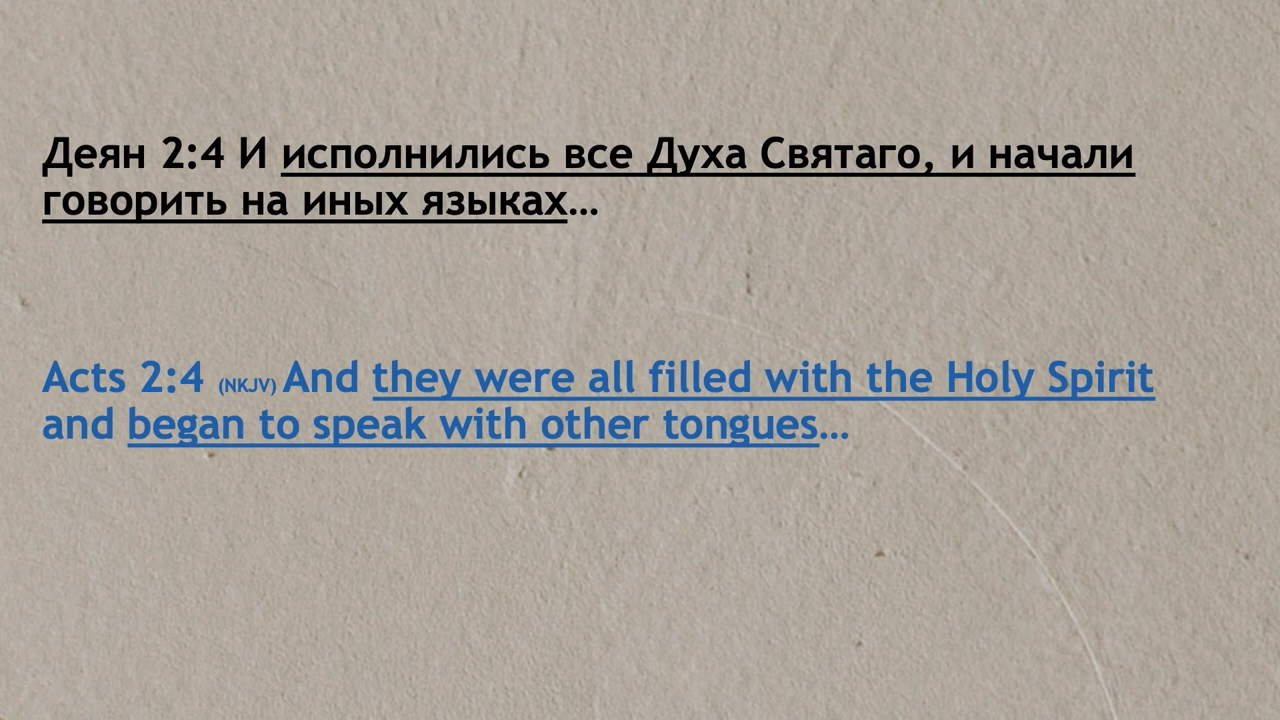 Деян 2:4 И исполнились все Духа Святаго, и начали
говорить на иных языках…
Acts 2:4 (NKJV) And they were all filled with the Holy Spirit
and began to speak with other tongues…